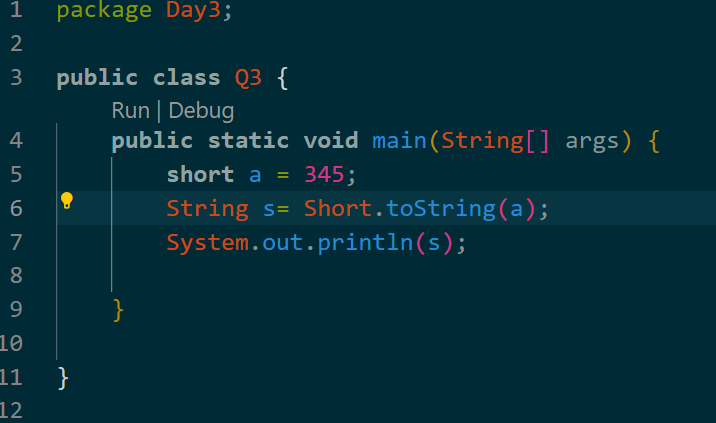 1 package Day3;
2
3 public class Q3 {
Run | Debug
4 public static void main(String[] args) {
5 short a = 345;
6 String s= Short.toString(a);
7 System.out.println(s);
8
9 }
10
11 }
12